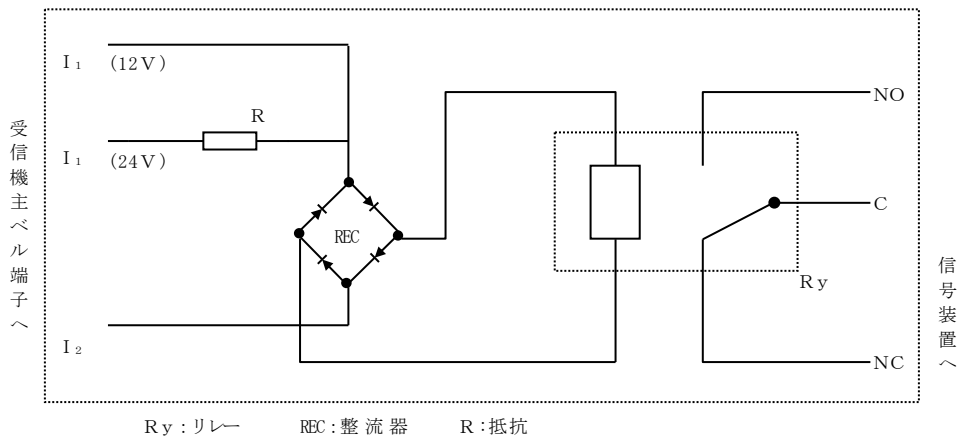 I₁ (12V)
R
I₁ (24V)
REC
I₂
受信機主ベル端子へ
NO
C
Ry
NC
信号装置へ
Ry:リレー REC:整流器 R:抵抗